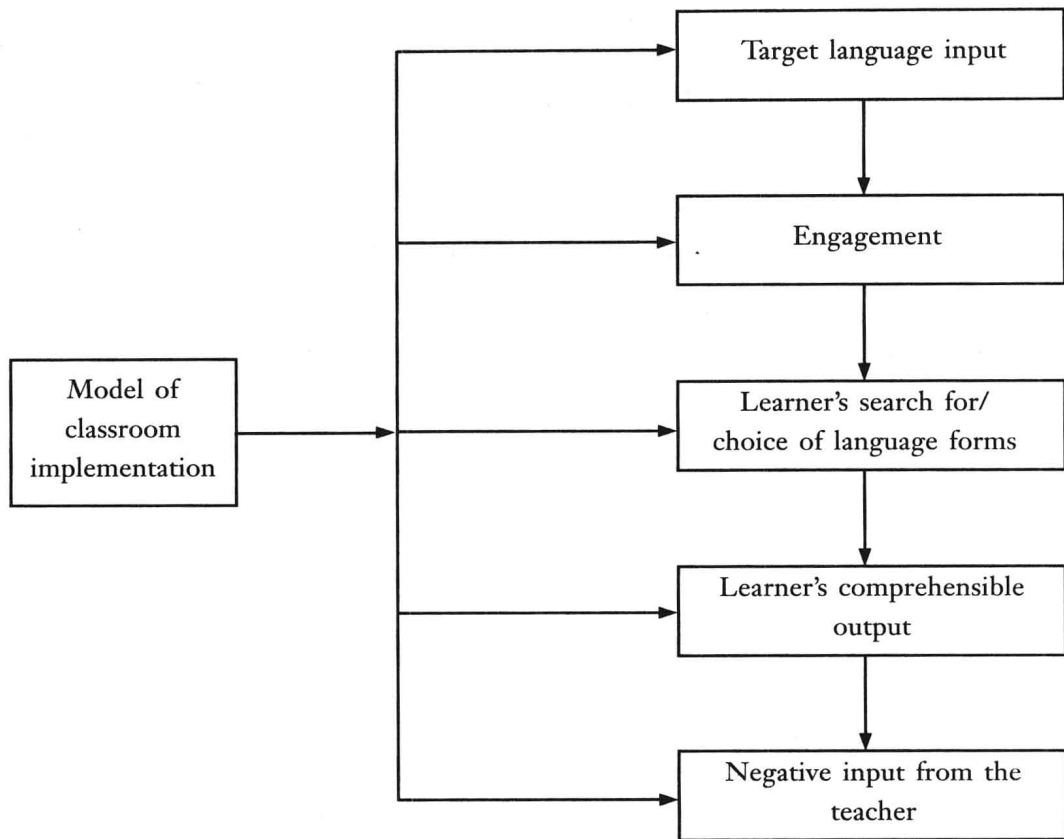 Target language input
Engagement
Model of
classroom
implementation
Learner's search for/
choice of language forms
Learner's comprehensible
output
Negative input from the
teacher